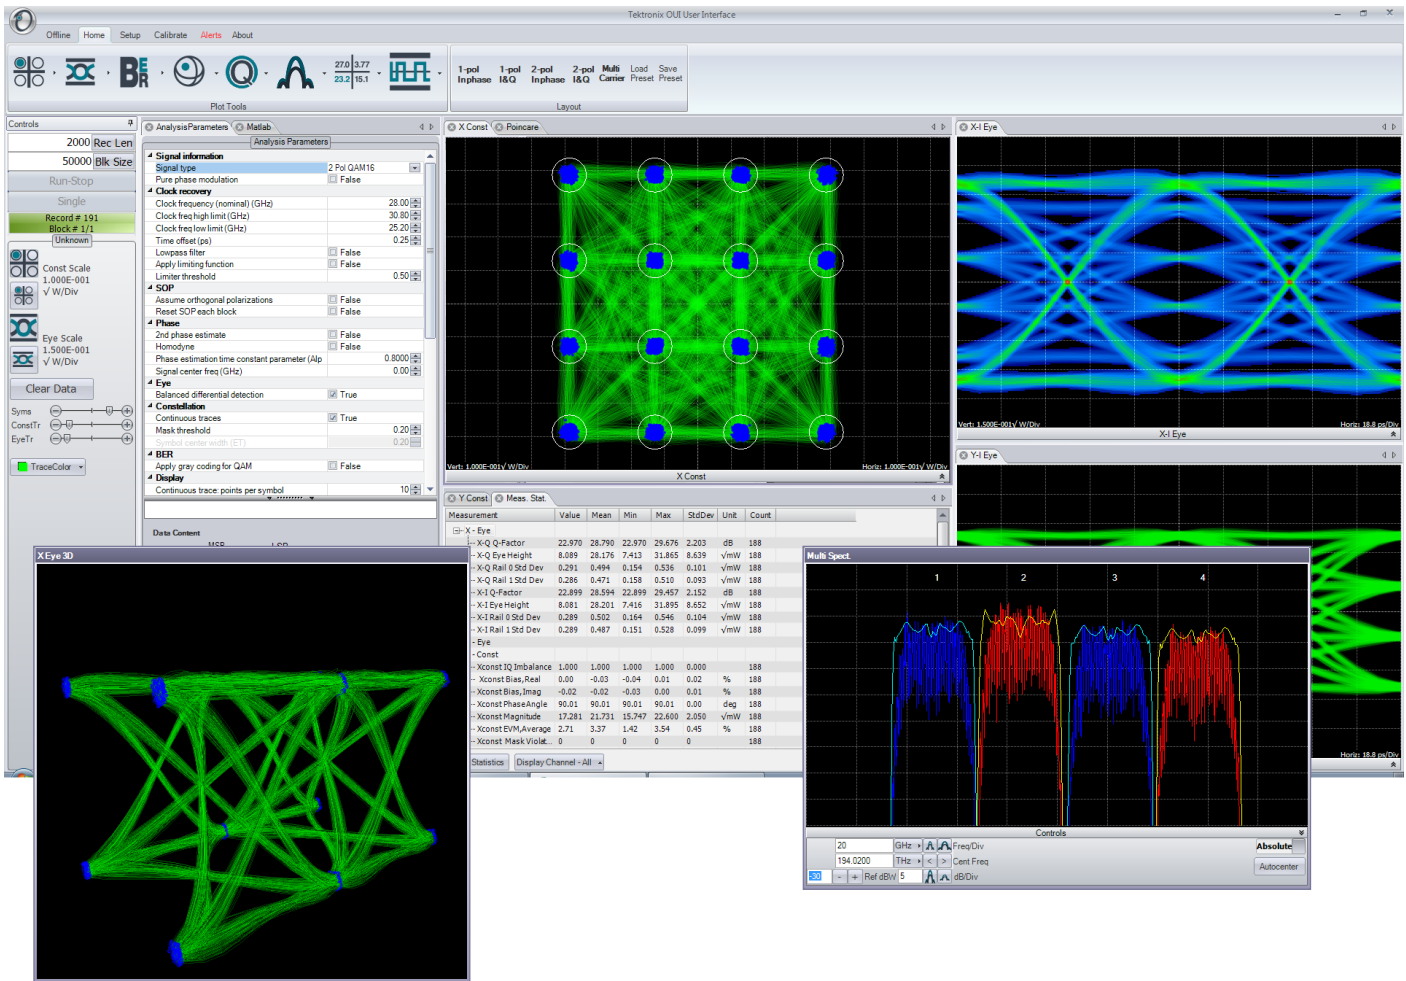 Tektronix OUI User Interface
Offline Home Setup Calibrate Alerts About
BER
Q
27.0 3.77
23.2 15.1
1-pol Inphase
1-pol I&Q
2-pol Inphase
2-pol I&Q
Multi Carrier
Load Preset
Save Preset
Plot Tools
Layout
Controls
2000 Rec Len
50000 Blk Size
Run-Stop
Single
Record # 191
Block # 1/1
Unknown
Const Scale
1.000E-001
√ W/Div
Eye Scale
1.500E-001
√ W/Div
Clear Data
Syms
ConstTr
EyeTr
TraceColor
AnalysisParameters Matlab
Analysis Parameters
Signal information
Signal type 2 Pol QAM16
Pure phase modulation False
Clock recovery
Clock frequency (nominal) (GHz) 28.00
Clock freq high limit (GHz) 30.80
Clock freq low limit (GHz) 25.20
Time offset (ps) 0.25
Lowpass filter False
Apply limiting function False
Limiter threshold 0.50
SOP
Assume orthogonal polarizations False
Reset SOP each block False
Phase
2nd phase estimate False
Homodyne False
Phase estimation time constant parameter (Alp 0.8000
Signal center freq (GHz) 0.00
Eye
Balanced differential detection True
Constellation
Continuous traces True
Mask threshold 0.20
Symbol center width (ET) 0.20
BER
Apply gray coding for QAM False
Display
Continuous trace: points per symbol 10
Data Content
X Const Poincare
Vert: 1.000E-001√ W/Div Horiz: 1.000E-001√ W/Div
X Const
X-I Eye
Vert: 1.500E-001√ W/Div Horiz: 18.8 ps/Div
X-I Eye
Y-I Eye
Horiz: 18.8 ps/Div
Y Const Meas. Stat.
Measurement Value Mean Min Max StdDev Unit Count
X - Eye
X-Q Q-Factor 22.970 28.790 22.970 29.676 2.203 dB 188
X-Q Eye Height 8.089 28.176 7.413 31.865 8.639 √mW 188
X-Q Rail 0 Std Dev 0.291 0.494 0.154 0.536 0.101 √mW 188
X-Q Rail 1 Std Dev 0.286 0.471 0.158 0.510 0.093 √mW 188
X-I Q-Factor 22.899 28.594 22.899 29.457 2.152 dB 188
X-I Eye Height 8.081 28.201 7.416 31.895 8.652 √mW 188
X-I Rail 0 Std Dev 0.289 0.502 0.164 0.546 0.104 √mW 188
X-I Rail 1 Std Dev 0.289 0.487 0.151 0.528 0.099 √mW 188
- Eye
- Const
Xconst IQ Imbalance 1.000 1.000 1.000 1.000 0.000 188
Xconst Bias, Real 0.00 -0.03 -0.04 0.01 0.02 % 188
Xconst Bias, Imag -0.02 -0.02 -0.03 0.00 0.01 % 188
Xconst Phase Angle 90.01 90.01 90.01 90.01 0.00 deg 188
Xconst Magnitude 17.281 21.731 15.747 22.600 2.050 √mW 188
Xconst EVM, Average 2.71 3.37 1.42 3.54 0.45 % 188
Xconst Mask Violat... 0 0 0 0 188
Statistics Display Channel - All
X Eye 3D
Multi Spect.
1 2 3 4
Controls
20 GHz Freq/Div Absolute
194.0200 THz < > Cent Freq
Autocenter
-30 - + Ref dBW 5 dB/Div